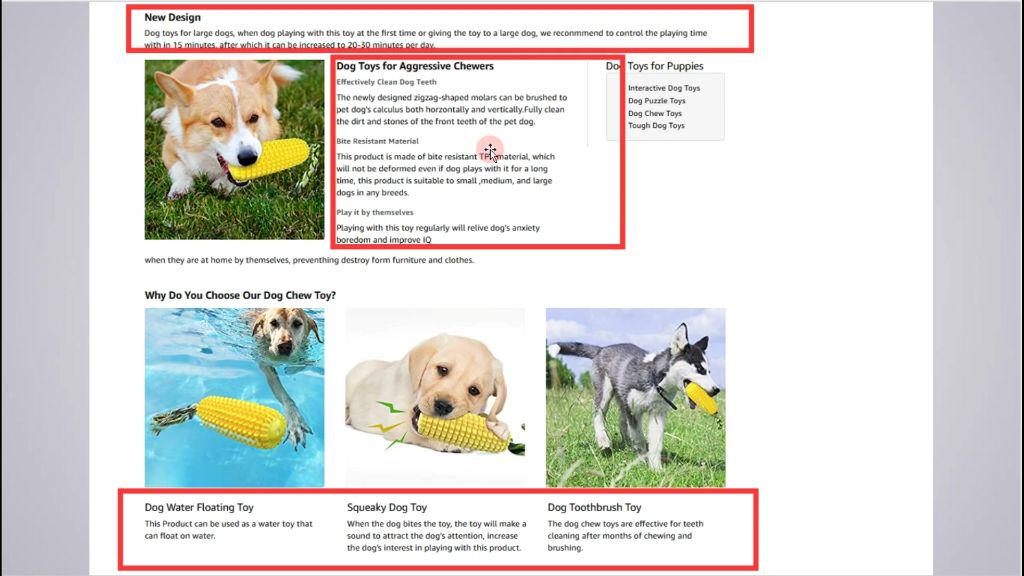 New Design
Dog toys for large dogs, when dog playing with this toy at the first time or giving the toy to a large dog, we recommmend to control the playing time
with in 15 minutes, after which it can be increased to 20-30 minutes per day.
Dog Toys for Aggressive Chewers
Effectively Clean Dog Teeth
The newly designed zigzag-shaped molars can be brushed to
pet dog's calculus both horzontally and vertically.Fully clean
the dirt and stones of the front teeth of the pet dog.
Bite Resistant Material
This product is made of bite resistant material, which
will not be deformed even if dog plays with it for a long
time, this product is suitable to small ,medium, and large
dogs in any breeds.
Play it by themselves
Playing with this toy regularly will relive dog's anxiety
boredom and improve IQ
Dog Toys for Puppies
Interactive Dog Toys
Dog Puzzle Toys
Dog Chew Toys
Tough Dog Toys
when they are at home by themselves, preventhing destroy form furniture and clothes.
Why Do You Choose Our Dog Chew Toy?
Dog Water Floating Toy
This Product can be used as a water toy that
can float on water.
Squeaky Dog Toy
When the dog bites the toy, the toy will make a
sound to attract the dog's attention, increase
the dog's interest in playing with this product.
Dog Toothbrush Toy
The dog chew toys are effective for teeth
cleaning after months of chewing and
brushing.